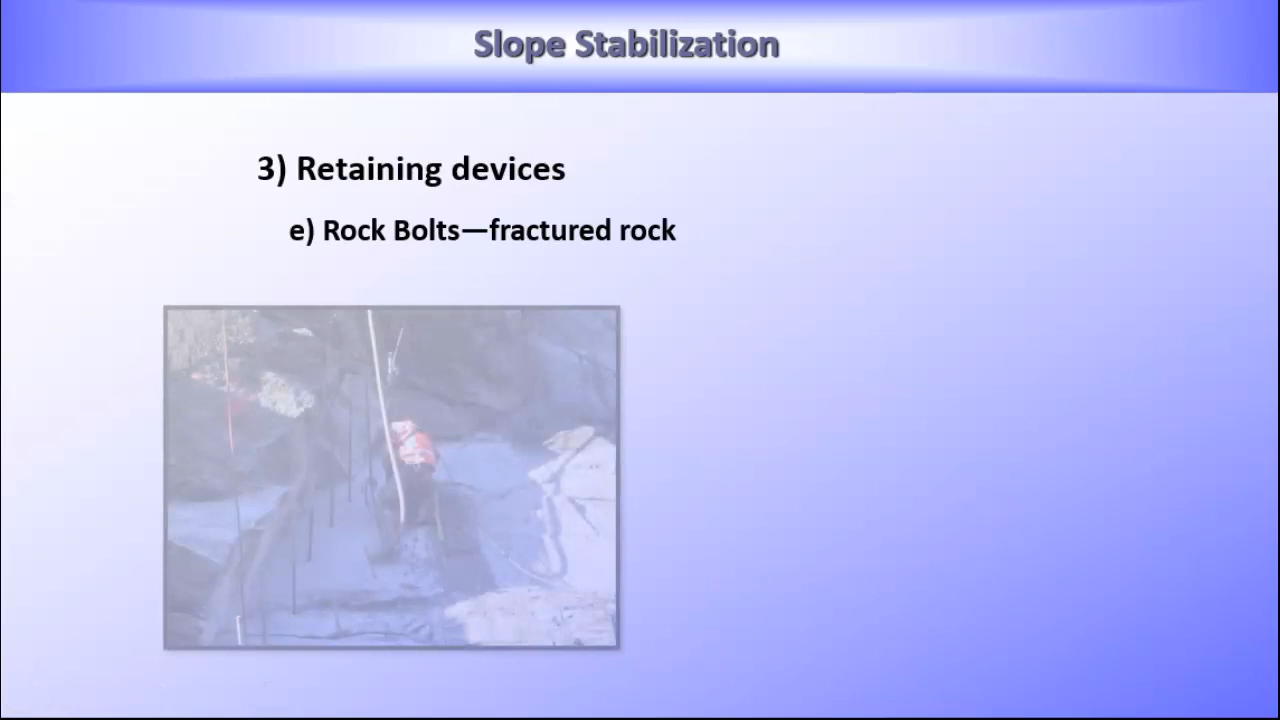 Slope Stabilization
3) Retaining devices
e) Rock Bolts—fractured rock